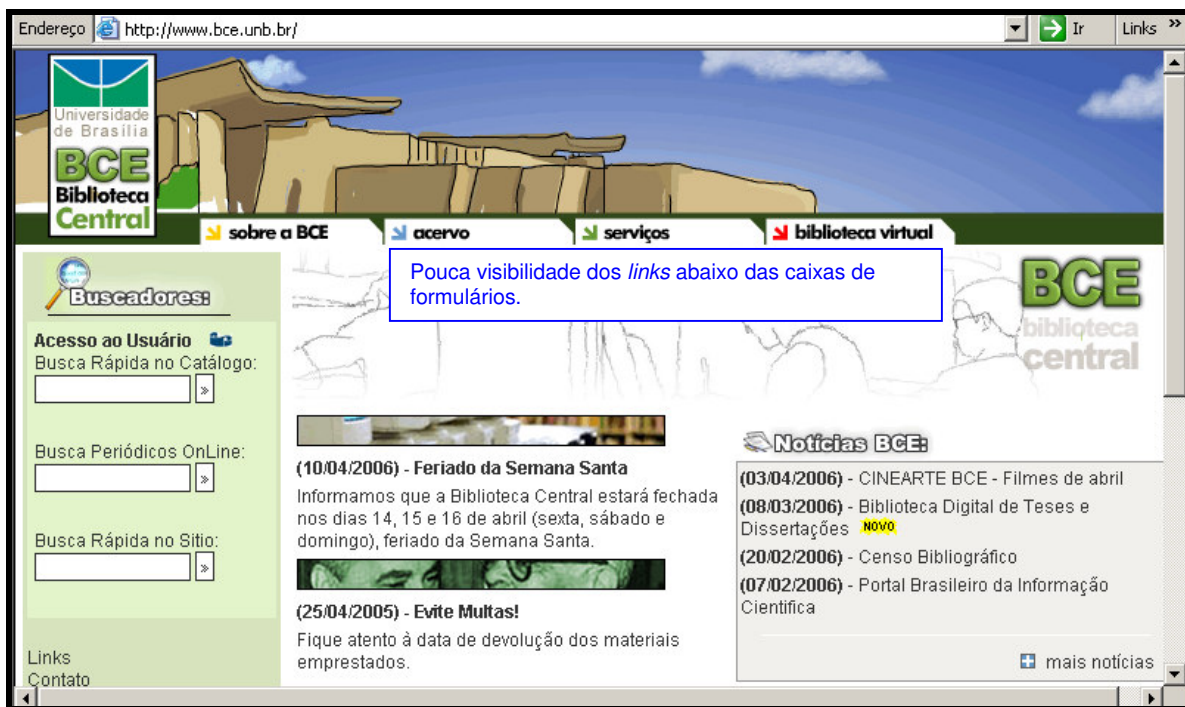 Endereço http://www.bce.unb.br/ Ir Links »
Universidade
de Brasília
BCE
Biblioteca
Central
sobre a BCE acervo serviços biblioteca virtual
Pouca visibilidade dos links abaixo das caixas de
formulários.
BCE
biblioteca
central
Buscadores:
Acesso ao Usuário
Busca Rápida no Catálogo:
»
Busca Periódicos OnLine:
»
Busca Rápida no Sitio:
»
Links
Contato
(10/04/2006) - Feriado da Semana Santa
Informamos que a Biblioteca Central estará fechada
nos dias 14, 15 e 16 de abril (sexta, sábado e
domingo), feriado da Semana Santa.
(25/04/2005) - Evite Multas!
Fique atento à data de devolução dos materiais
emprestados.
Notícias BCE:
(03/04/2006) - CINEARTE BCE - Filmes de abril
(08/03/2006) - Biblioteca Digital de Teses e
Dissertações NOVO
(20/02/2006) - Censo Bibliográfico
(07/02/2006) - Portal Brasileiro da Informação
Cientifica
mais notícias